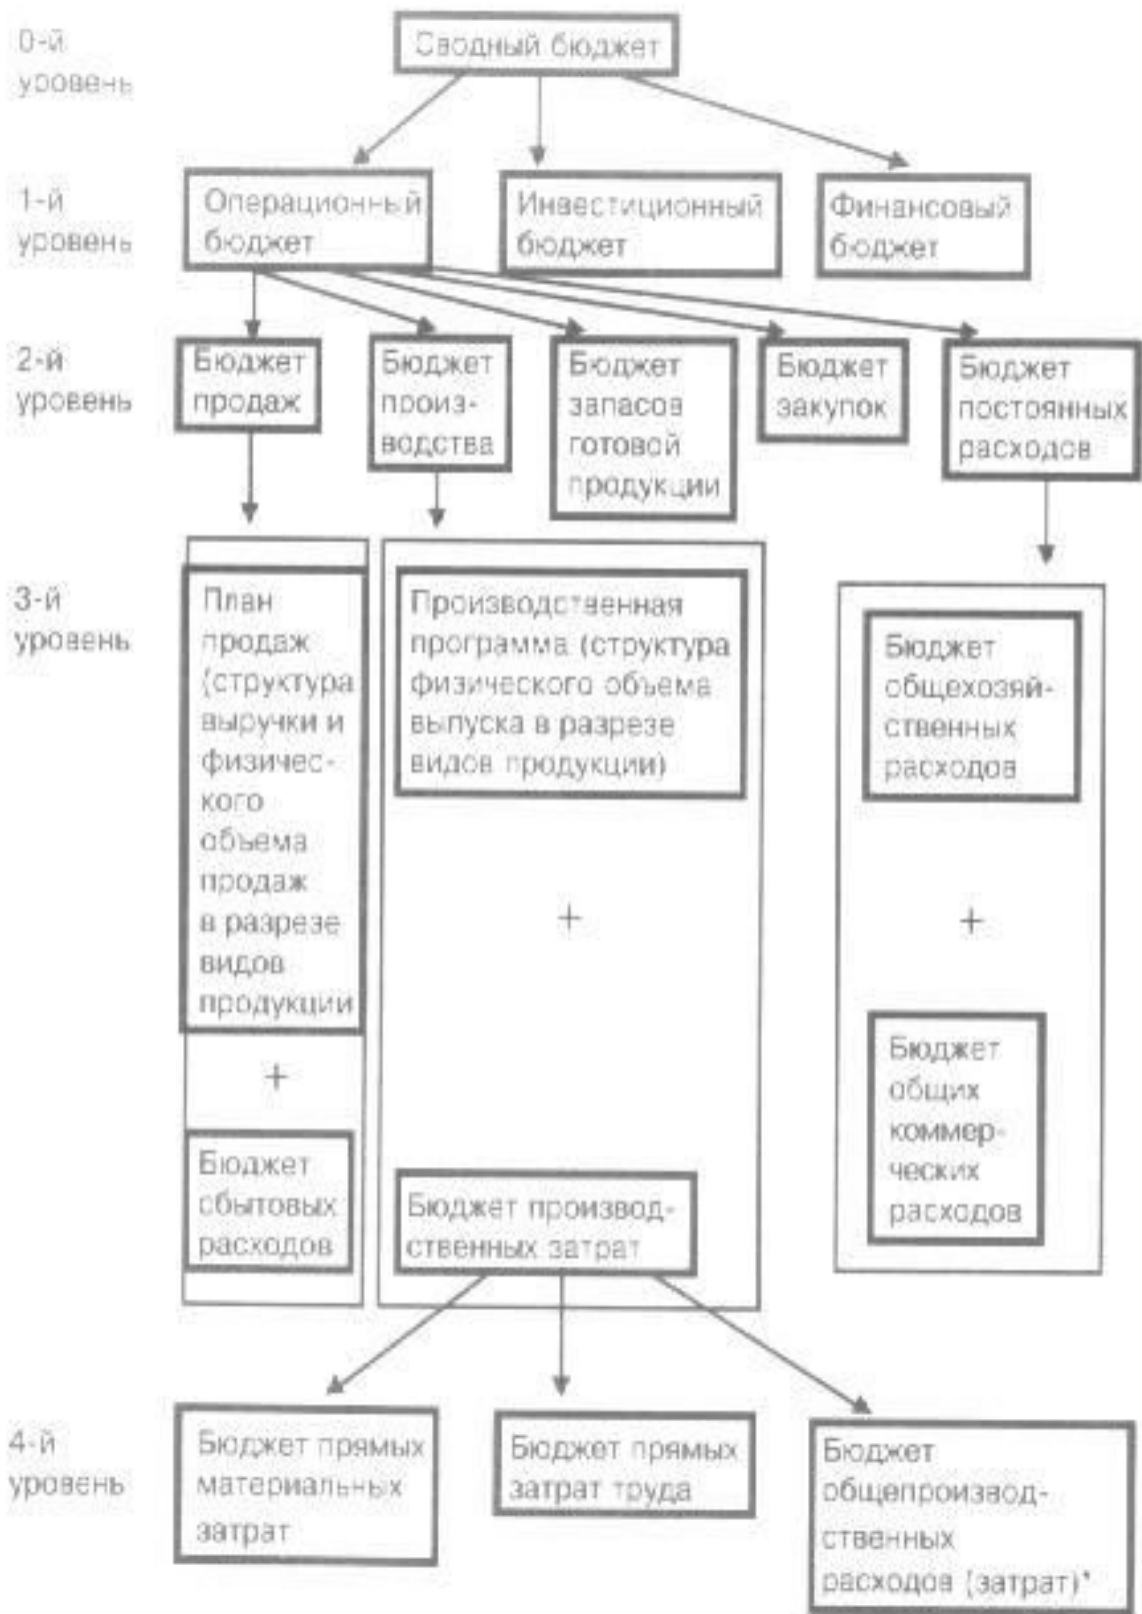 0-й
уровень
Сводный бюджет
1-й
уровень
Операционный
бюджет
Инвестиционный
бюджет
Финансовый
бюджет
2-й
уровень
Бюджет
продаж
Бюджет
произ-
водства
Бюджет
запасов
готовой
продукции
Бюджет
закупок
Бюджет
постоянных
расходов
3-й
уровень
План
продаж
(структура
выручки и
физичес-
кого
объема
продаж
в разрезе
видов
продукции
+
Бюджет
сбытовых
расходов
Производственная
программа (структура
физического объема
выпуска в разрезе
видов продукции)
+
Бюджет производ-
ственных затрат
Бюджет
общехозяй-
ственных
расходов
+
Бюджет
общих
коммер-
ческих
расходов
4-й
уровень
Бюджет прямых
материальных
затрат
Бюджет прямых
затрат труда
Бюджет
общепроизвод-
ственных
расходов (затрат)*